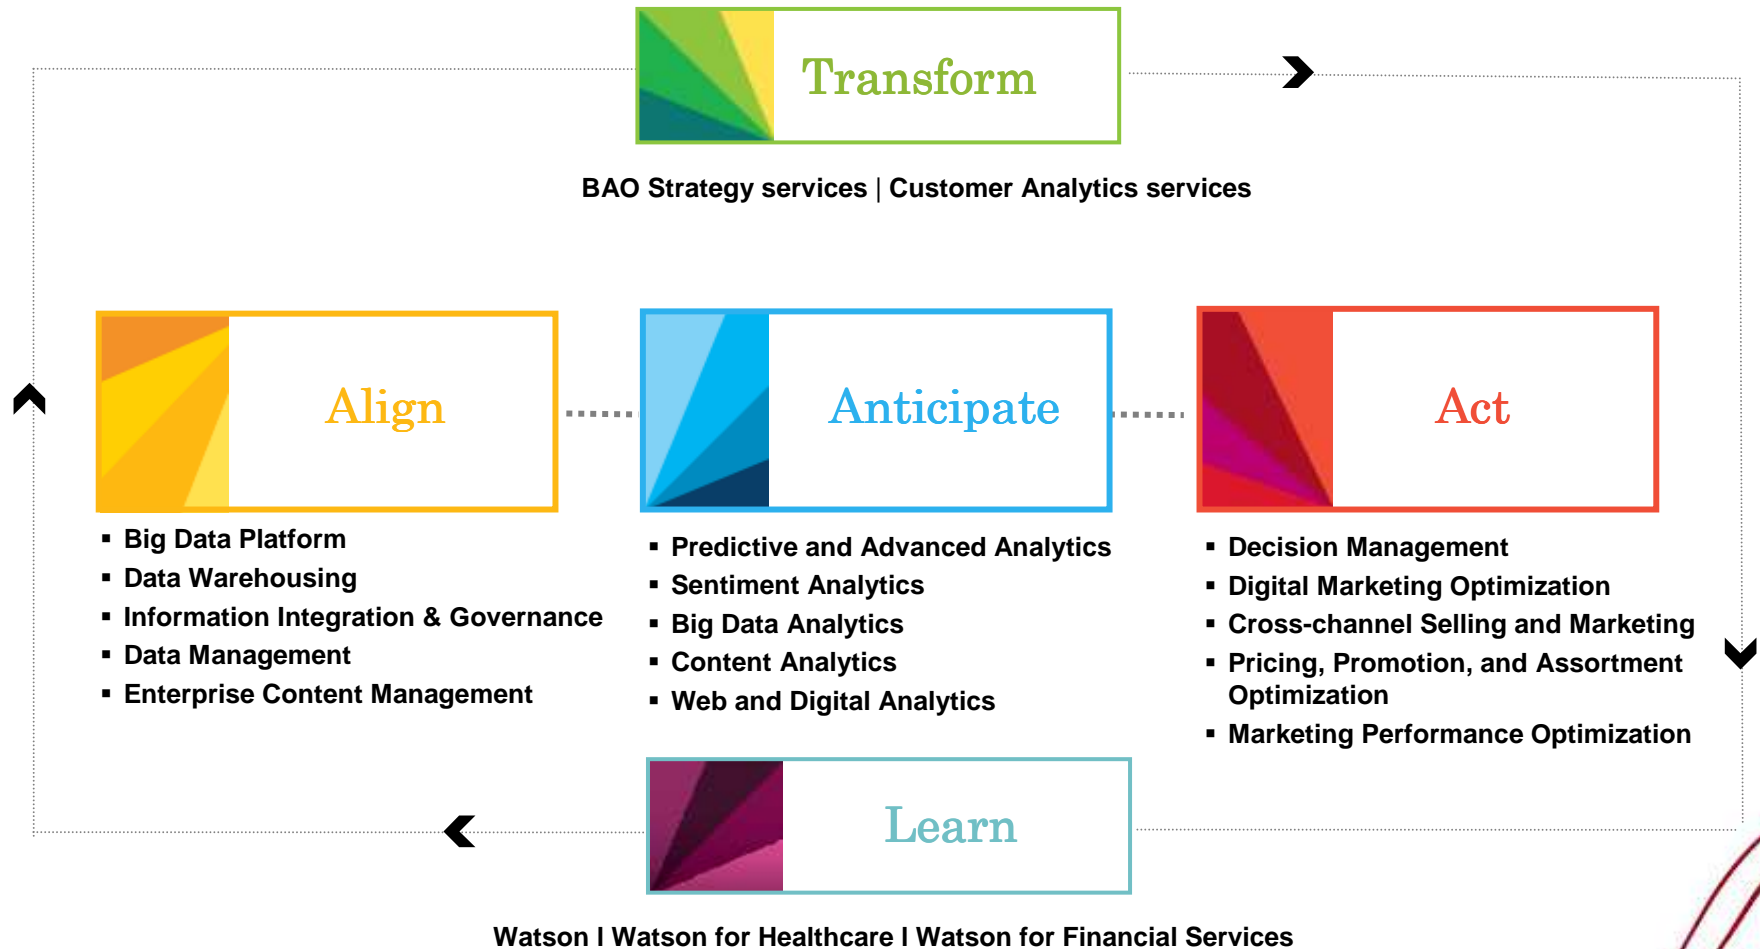 Transform
BAO Strategy services | Customer Analytics services
Align
▪ Big Data Platform
▪ Data Warehousing
▪ Information Integration & Governance
▪ Data Management
▪ Enterprise Content Management
Anticipate
▪ Predictive and Advanced Analytics
▪ Sentiment Analytics
▪ Big Data Analytics
▪ Content Analytics
▪ Web and Digital Analytics
Act
▪ Decision Management
▪ Digital Marketing Optimization
▪ Cross-channel Selling and Marketing
▪ Pricing, Promotion, and Assortment
Optimization
▪ Marketing Performance Optimization
Learn
Watson l Watson for Healthcare l Watson for Financial Services